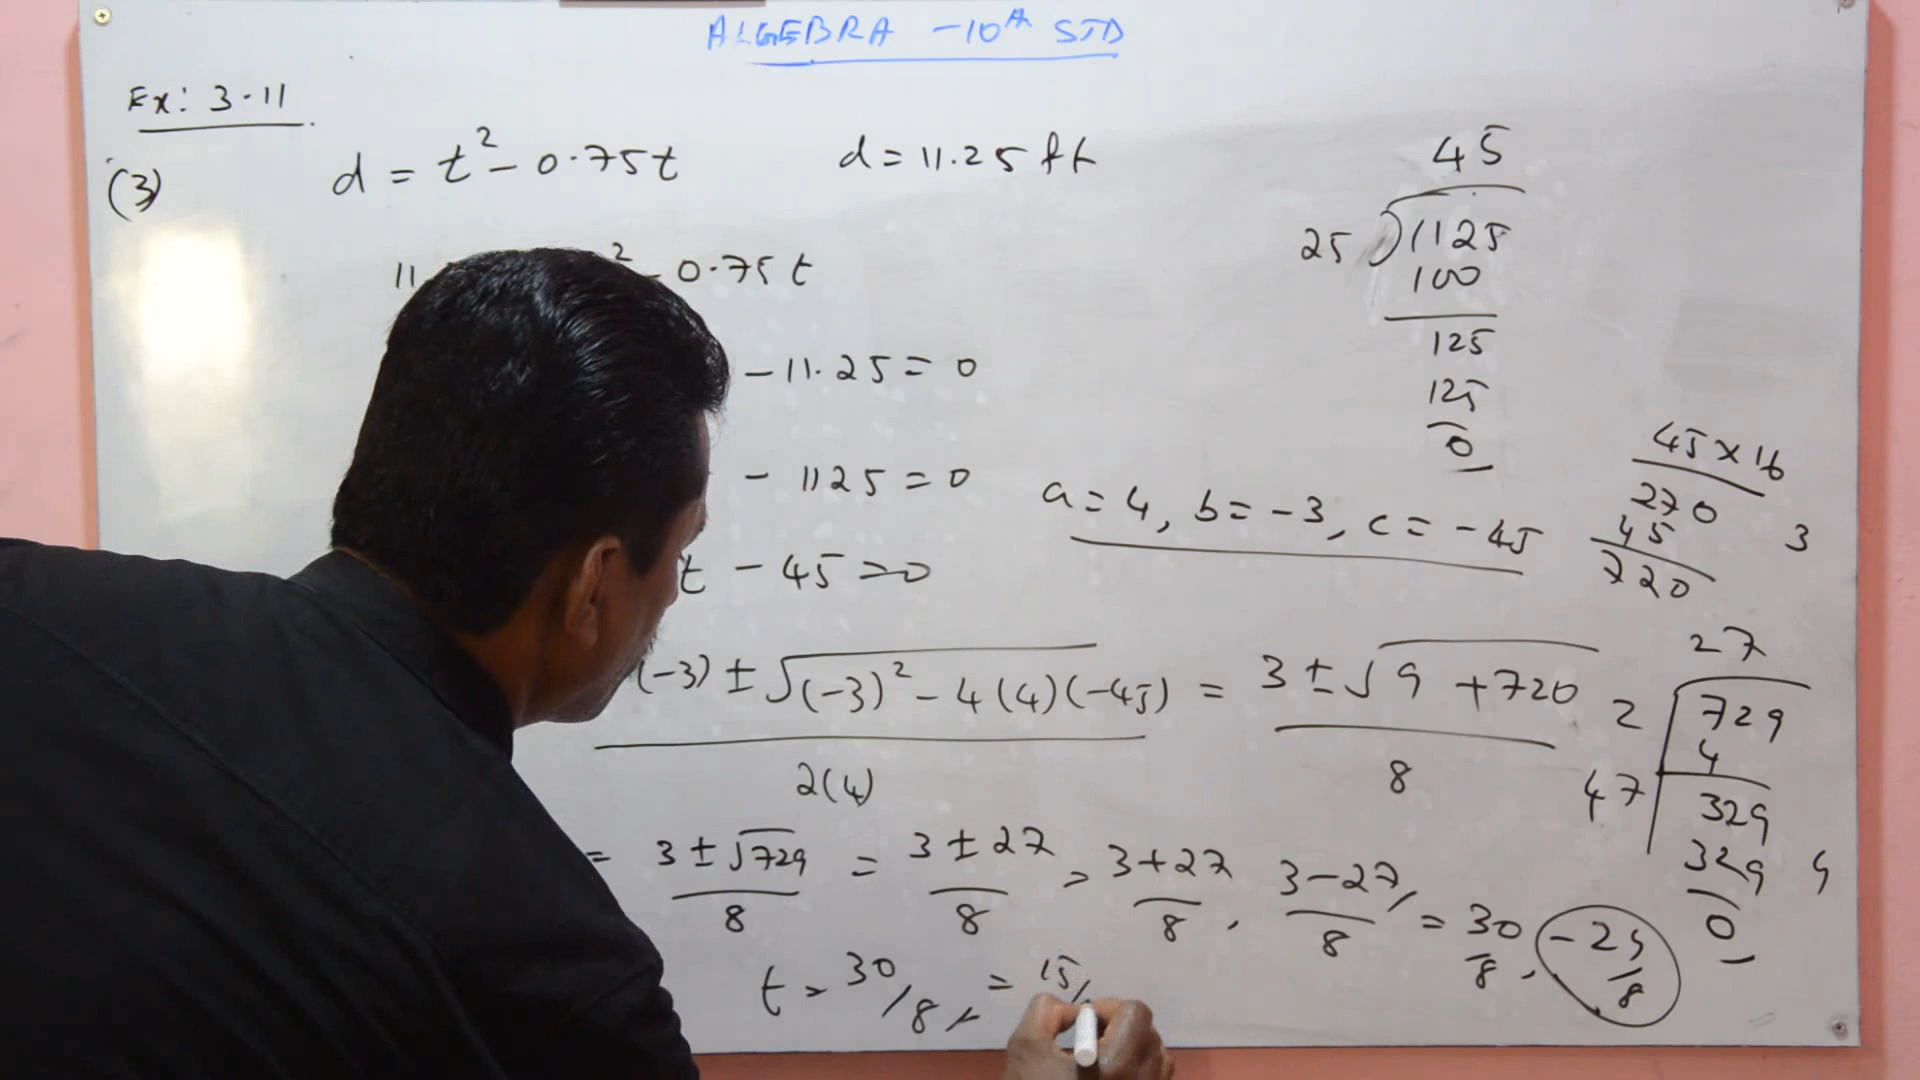 ALGEBRA - 10th STD
Ex: 3.11
(3) d = t² - 0.75t d = 11.25 ft
11 ² - 0.75t
- 11.25 = 0
- 1125 = 0
t - 45 = 0
a = 4, b = -3, c = -45
(-3) ± √(-3)² - 4(4)(-45) / 2(4) = 3 ± √9 + 720 / 8
= 3 ± √729 / 8 = 3 ± 27 / 8 = 3 + 27 / 8, 3 - 27 / 8 = 30 / 8,
t = 30/8 = 15/
45
25 ) 1125
100
125
125
0
45 x 16
270
45
720
3
27
2 729
4
47 329
329
0